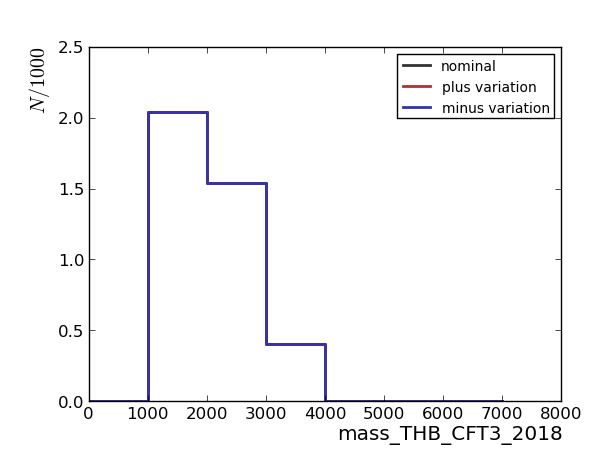 N/1000
2.5
2.0
1.5
1.0
0.5
0.0
nominal
plus variation
minus variation
0 1000 2000 3000 4000 5000 6000 7000 8000
mass_THB_CFT3_2018